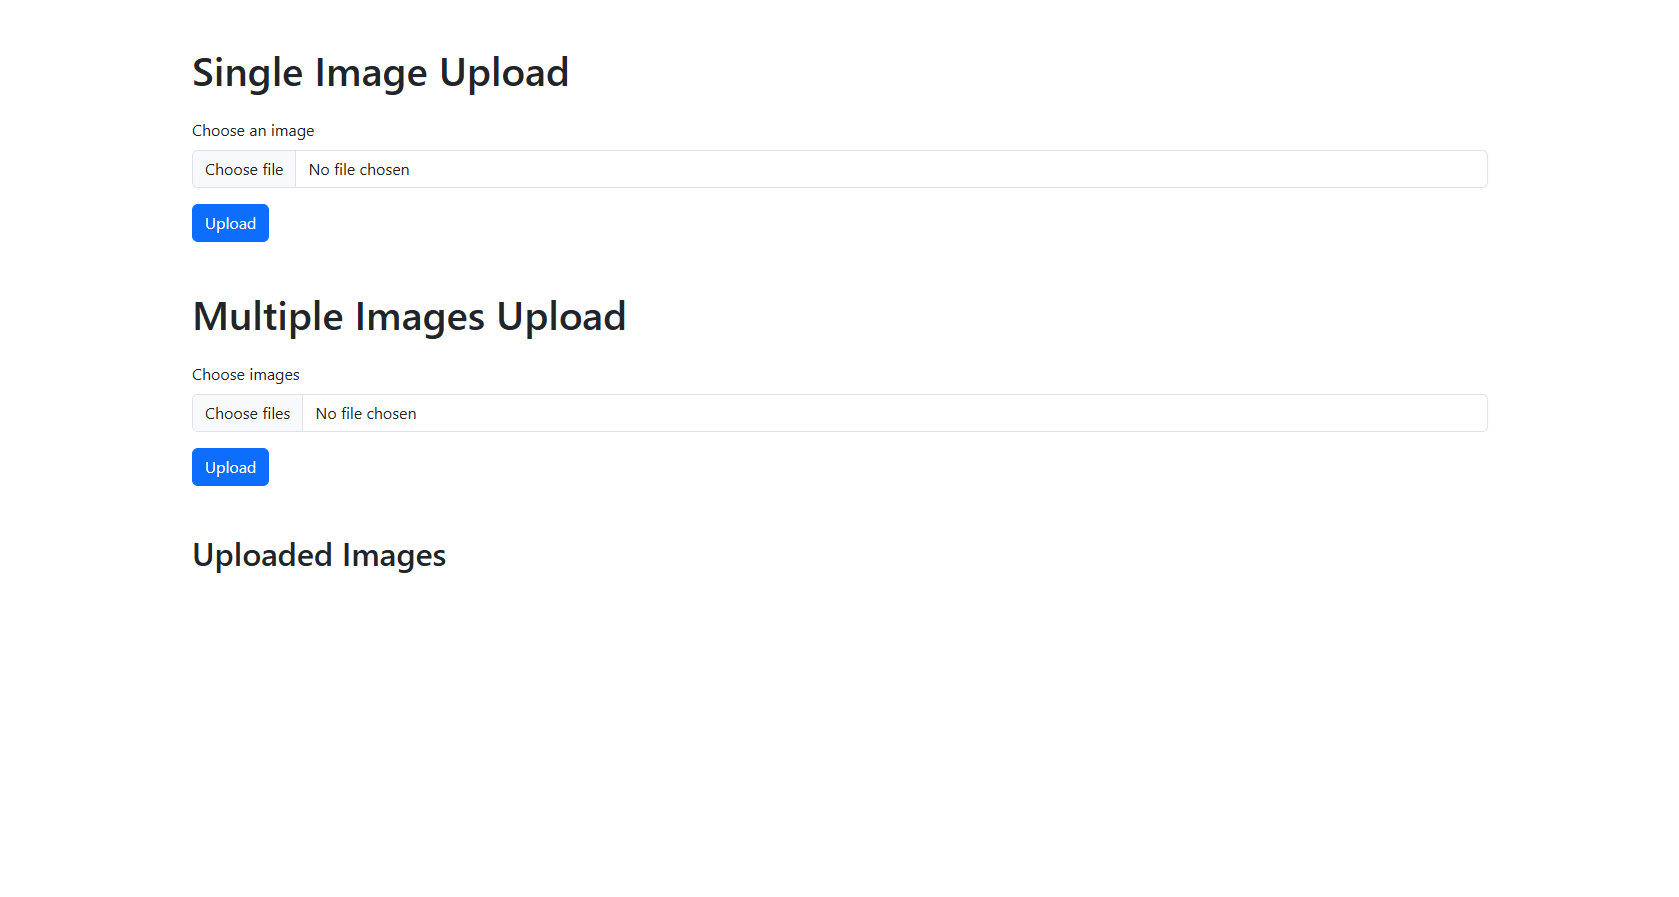 Single Image Upload
Choose an image
Choose file No file chosen
Upload
Multiple Images Upload
Choose images
Choose files No file chosen
Upload
Uploaded Images